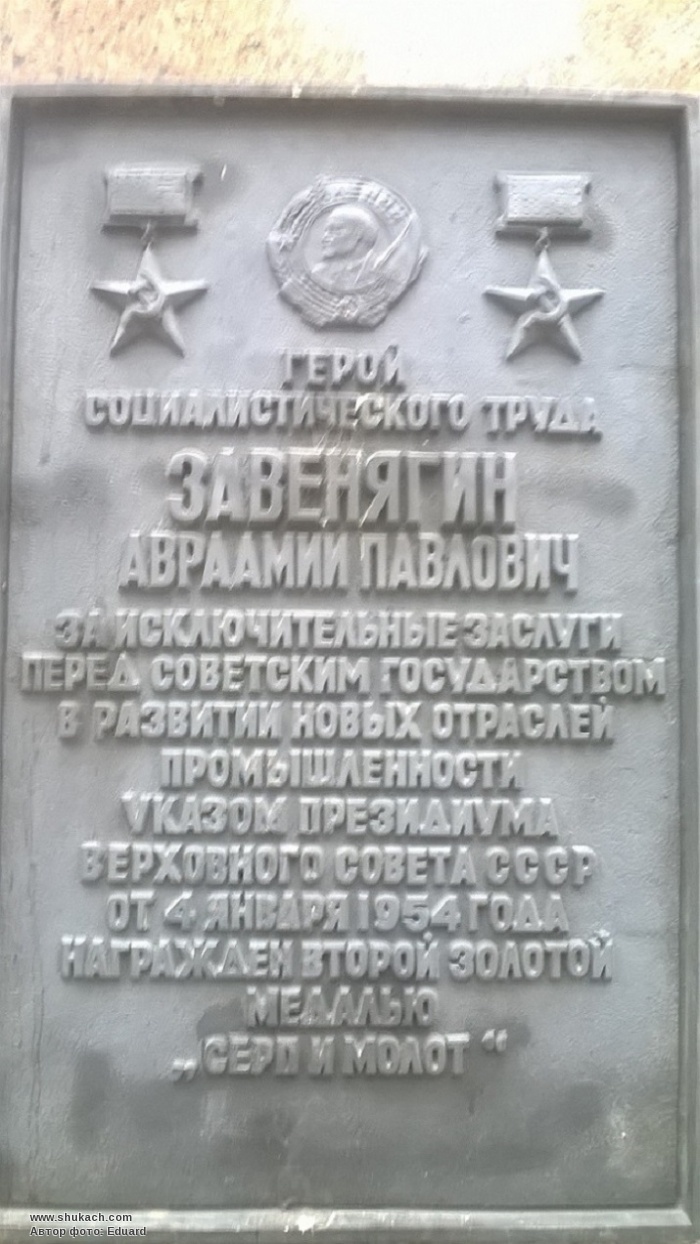 ЛЕНИН
ГЕРОЙ
СОЦИАЛИСТИЧЕСКОГО ТРУДА
ЗАВЕНЯГИН
АВРААМИЙ ПАВЛОВИЧ
ЗА ИСКЛЮЧИТЕЛЬНЫЕ ЗАСЛУГИ
ПЕРЕД СОВЕТСКИМ ГОСУДАРСТВОМ
В РАЗВИТИИ НОВЫХ ОТРАСЛЕЙ
ПРОМЫШЛЕННОСТИ
УКАЗОМ ПРЕЗИДИУМА
ВЕРХОВНОГО СОВЕТА СССР
ОТ 4 ЯНВАРЯ 1954 ГОДА
НАГРАЖДЕН ВТОРОЙ ЗОЛОТОЙ
МЕДАЛЬЮ
„СЕРП И МОЛОТ“
www.shukach.com
Автор фото: Eduard